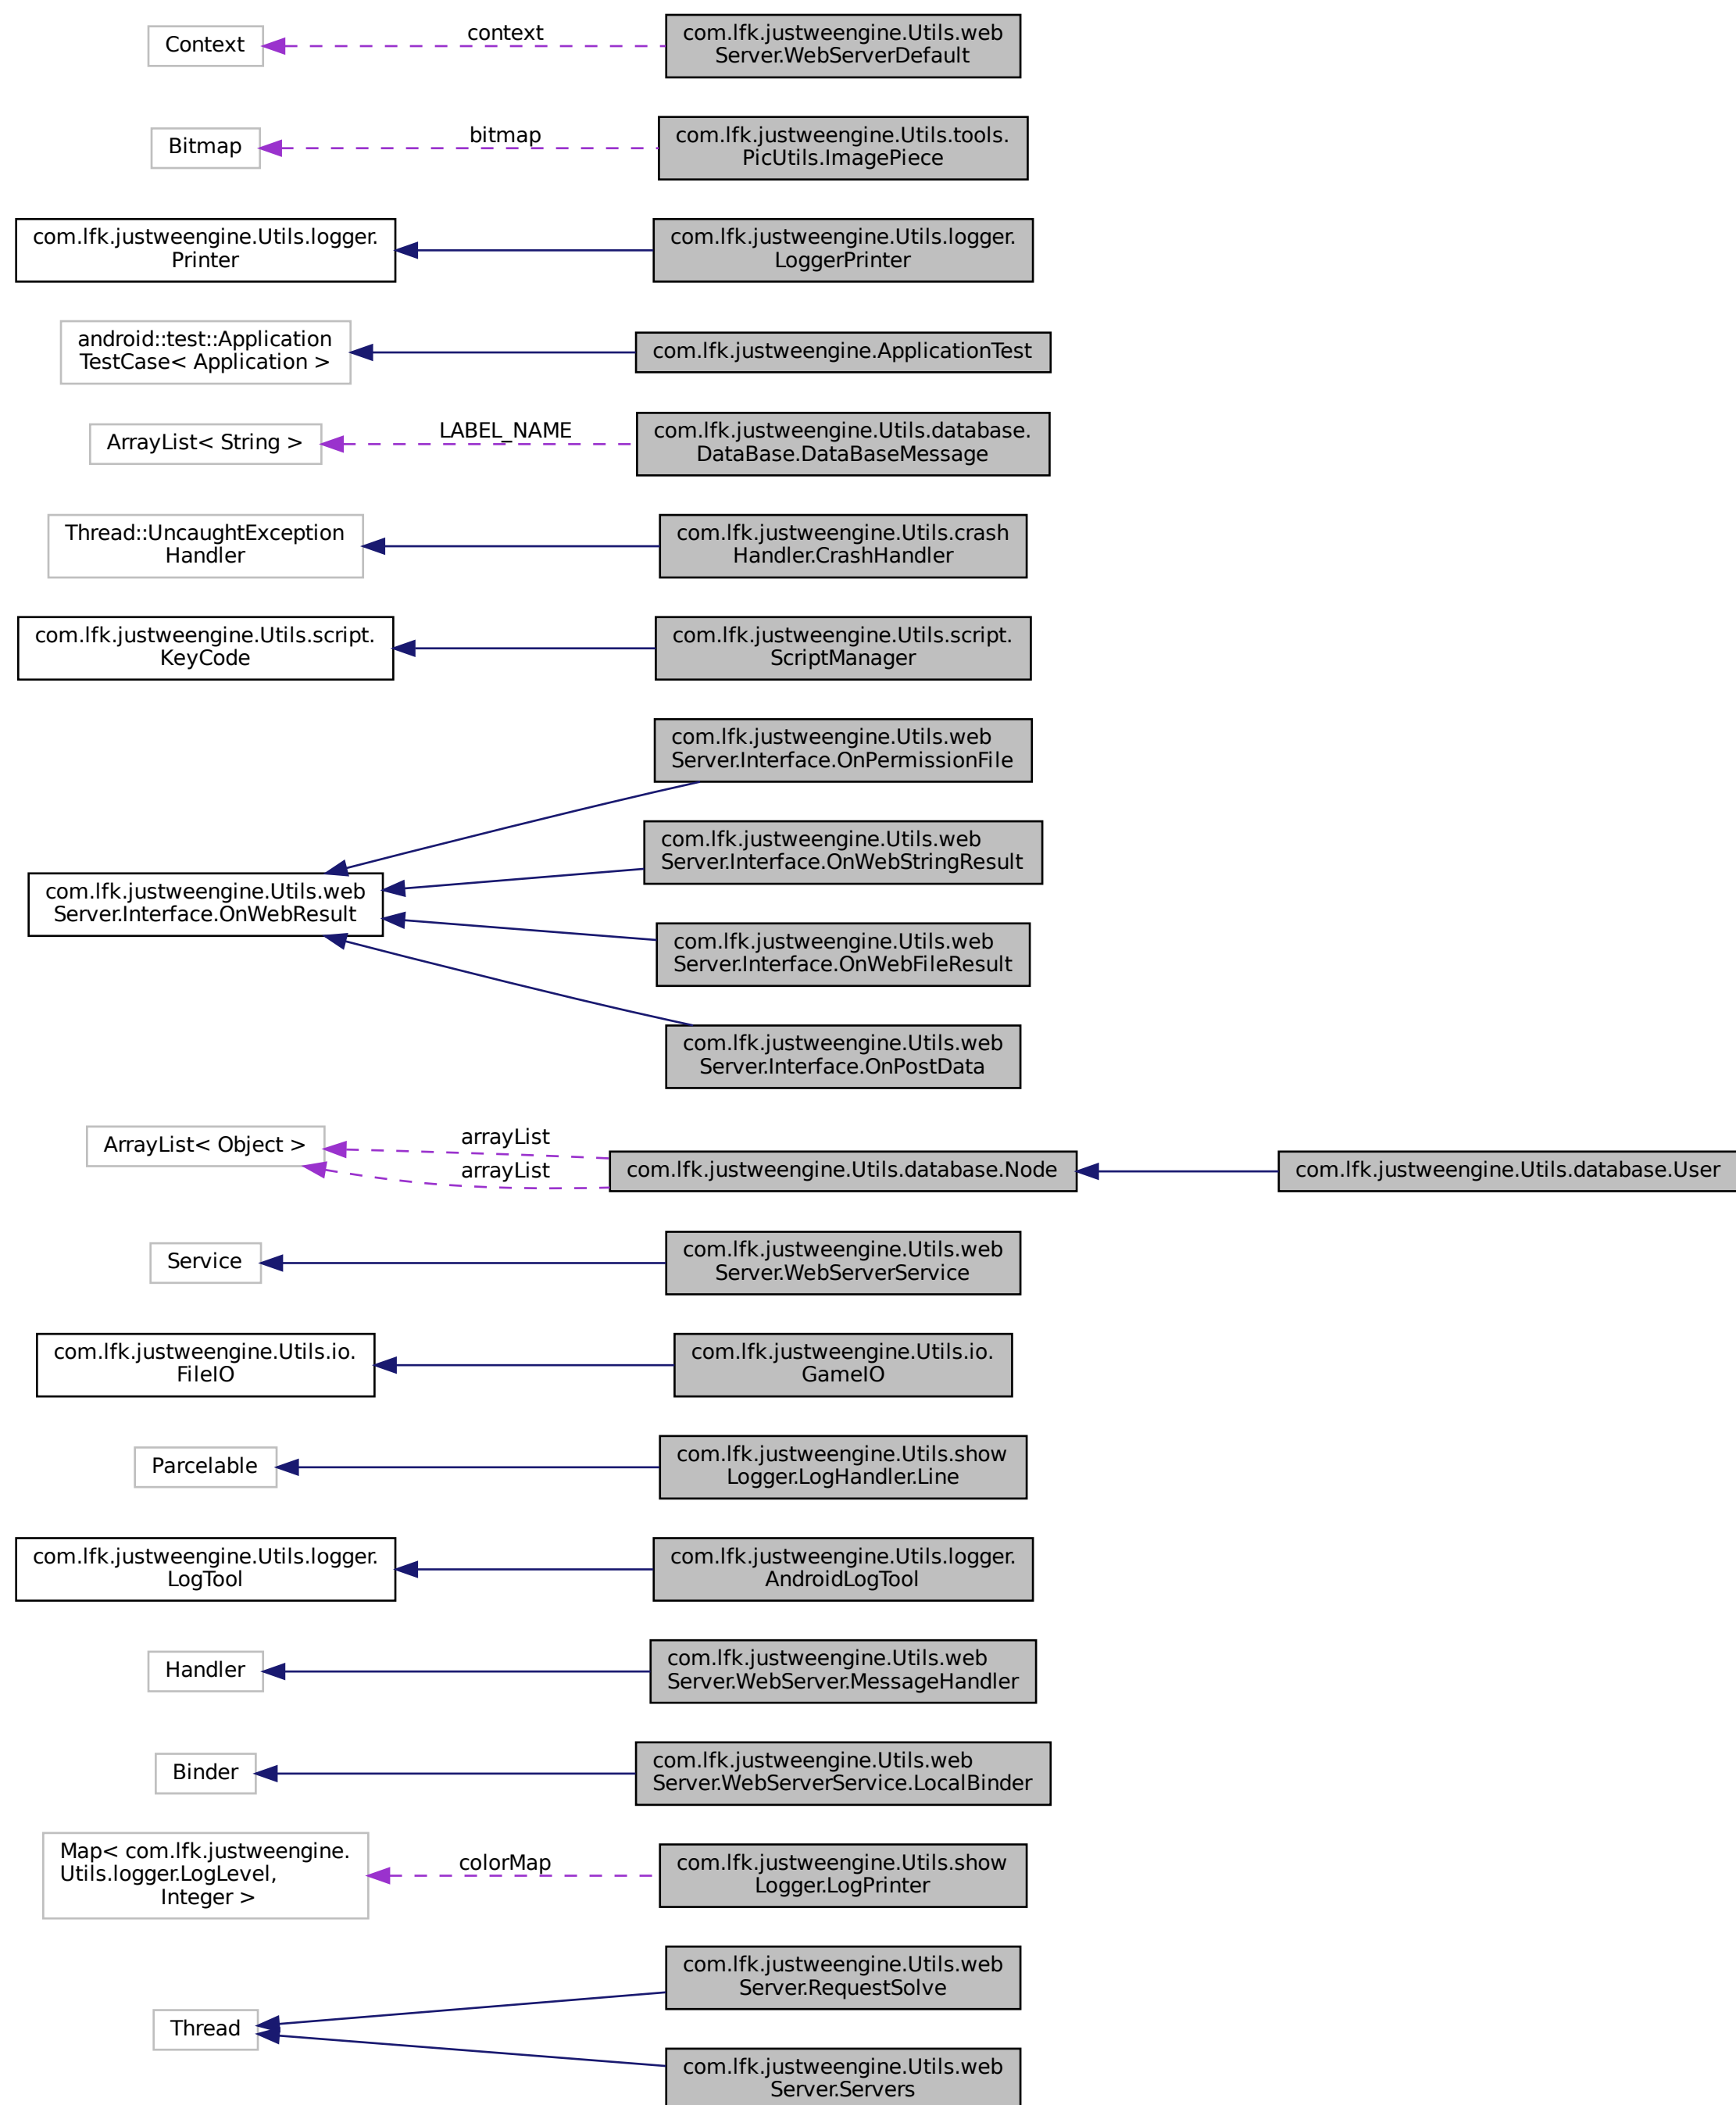 Context
context
com.lfk.justweengine.Utils.web
Server.WebServerDefault
Bitmap
bitmap
com.lfk.justweengine.Utils.tools.
PicUtils.ImagePiece
com.lfk.justweengine.Utils.logger.
Printer
com.lfk.justweengine.Utils.logger.
LoggerPrinter
android::test::Application
TestCase< Application >
com.lfk.justweengine.ApplicationTest
ArrayList< String >
LABEL_NAME
com.lfk.justweengine.Utils.database.
DataBase.DataBaseMessage
Thread::UncaughtException
Handler
com.lfk.justweengine.Utils.crash
Handler.CrashHandler
com.lfk.justweengine.Utils.script.
KeyCode
com.lfk.justweengine.Utils.script.
ScriptManager
com.lfk.justweengine.Utils.web
Server.Interface.OnPermissionFile
com.lfk.justweengine.Utils.web
Server.Interface.OnWebStringResult
com.lfk.justweengine.Utils.web
Server.Interface.OnWebResult
com.lfk.justweengine.Utils.web
Server.Interface.OnWebFileResult
com.lfk.justweengine.Utils.web
Server.Interface.OnPostData
ArrayList< Object >
arrayList
arrayList
com.lfk.justweengine.Utils.database.Node
com.lfk.justweengine.Utils.database.User
Service
com.lfk.justweengine.Utils.web
Server.WebServerService
com.lfk.justweengine.Utils.io.
FileIO
com.lfk.justweengine.Utils.io.
GameIO
Parcelable
com.lfk.justweengine.Utils.show
Logger.LogHandler.Line
com.lfk.justweengine.Utils.logger.
LogTool
com.lfk.justweengine.Utils.logger.
AndroidLogTool
Handler
com.lfk.justweengine.Utils.web
Server.WebServer.MessageHandler
Binder
com.lfk.justweengine.Utils.web
Server.WebServerService.LocalBinder
Map< com.lfk.justweengine.
Utils.logger.LogLevel,
Integer >
colorMap
com.lfk.justweengine.Utils.show
Logger.LogPrinter
Thread
com.lfk.justweengine.Utils.web
Server.RequestSolve
com.lfk.justweengine.Utils.web
Server.Servers